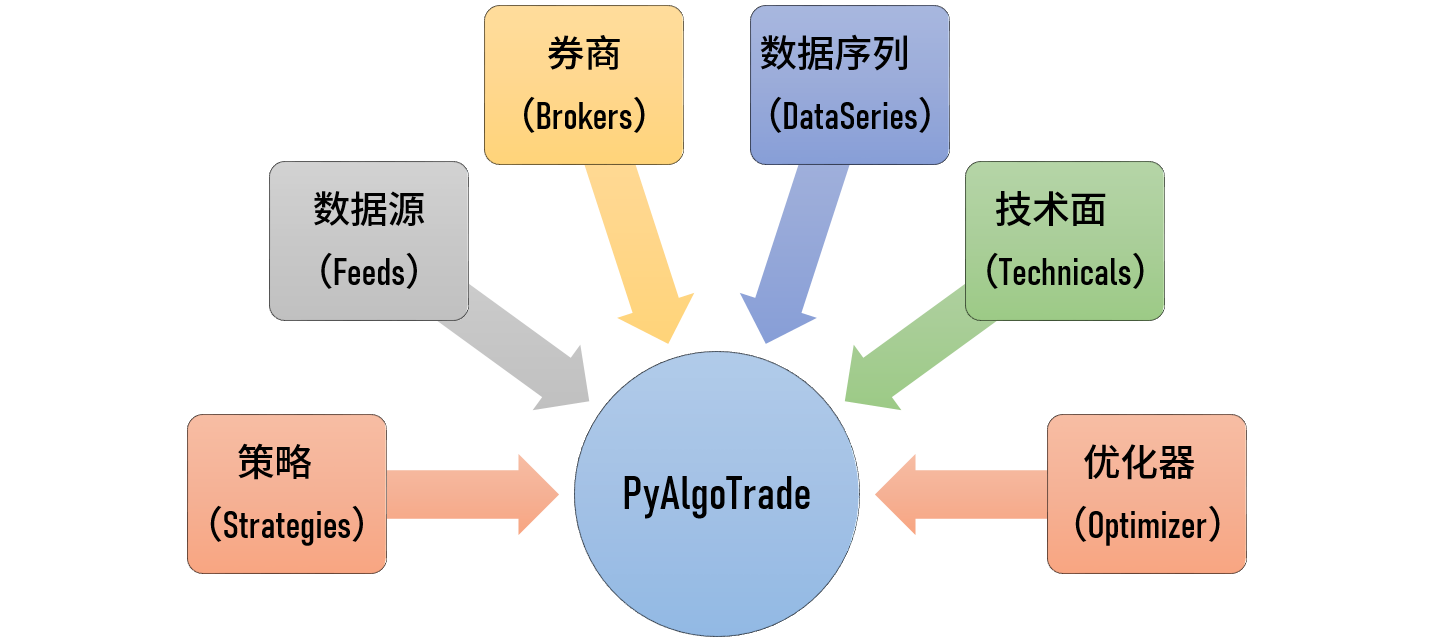 券商
（Brokers）
数据序列
（DataSeries）
数据源
（Feeds）
技术面
（Technicals）
策略
（Strategies）
PyAlgoTrade
优化器
（Optimizer）